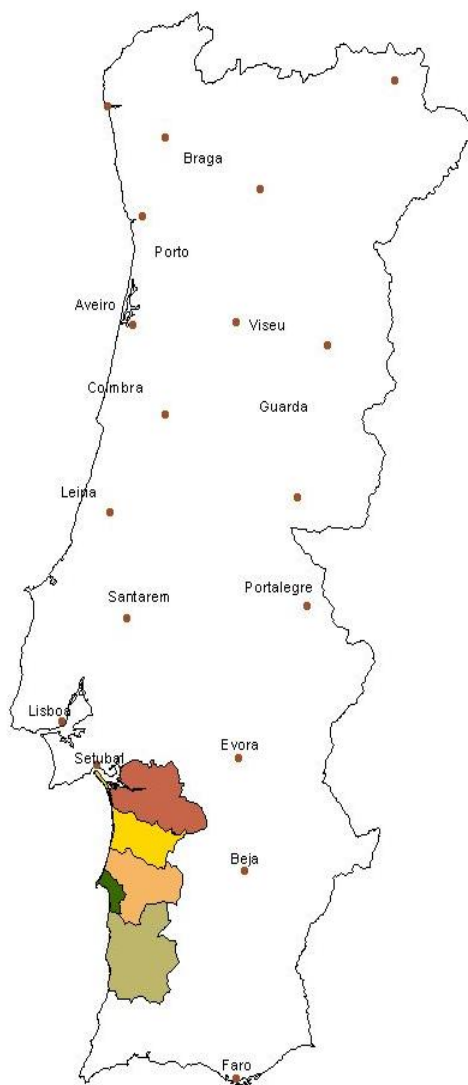 Braga
Porto
Aveiro
Viseu
Coimbra
Guarda
Leiria
Santarem
Portalegre
Lisboa
Evora
Setubal
Beja
Faro